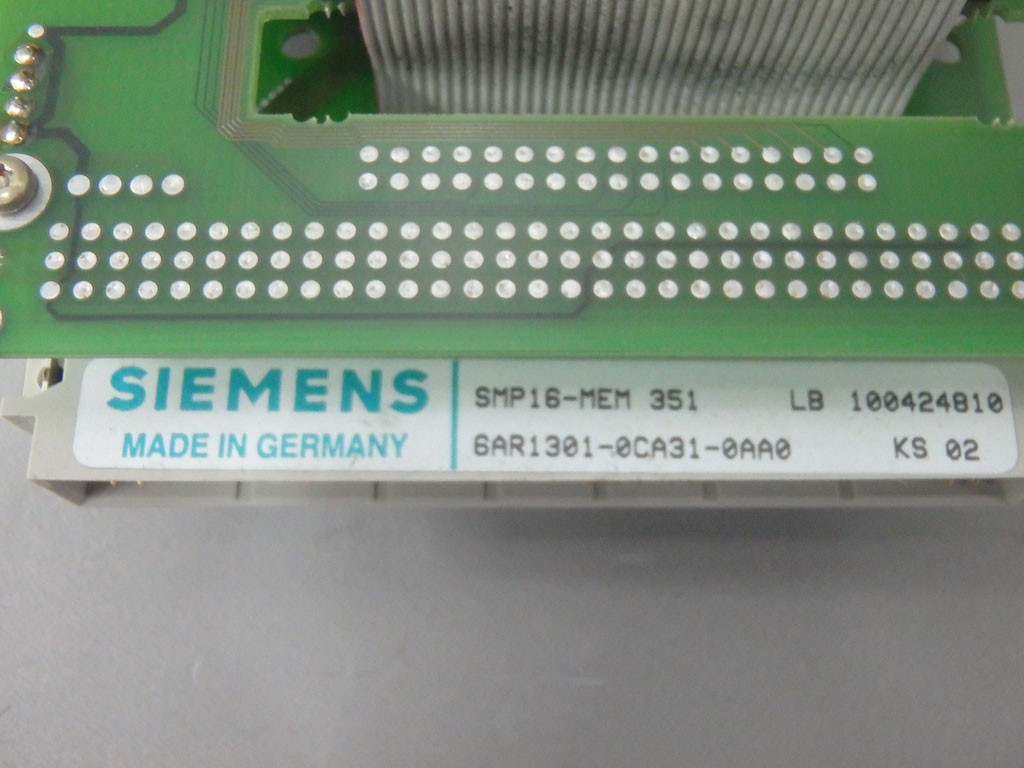 SIEMENS
MADE IN GERMANY
SMP16-MEM 351 LB 100424810
6AR1301-0CA31-0AA0 KS 02